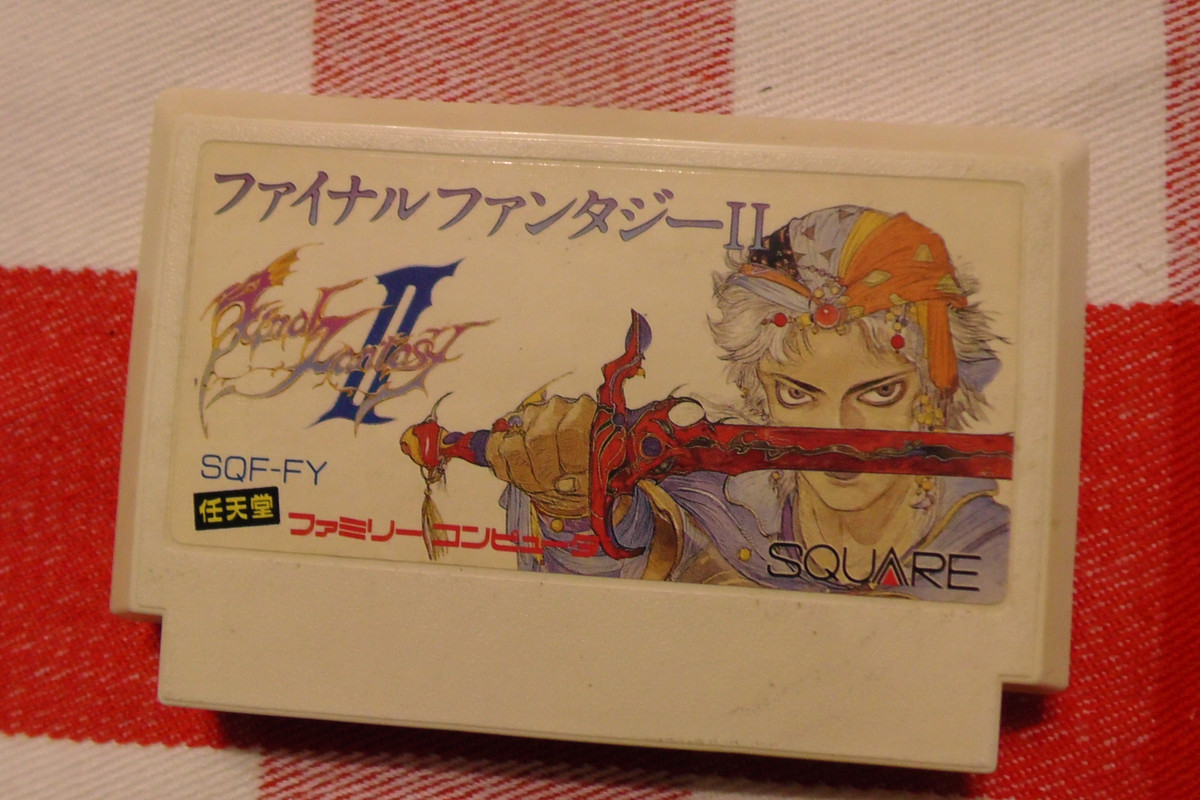 ファイナルファンタジーII
Final Fantasy II
SQF-FY
任天堂 ファミリーコンピュータ
SQUARE